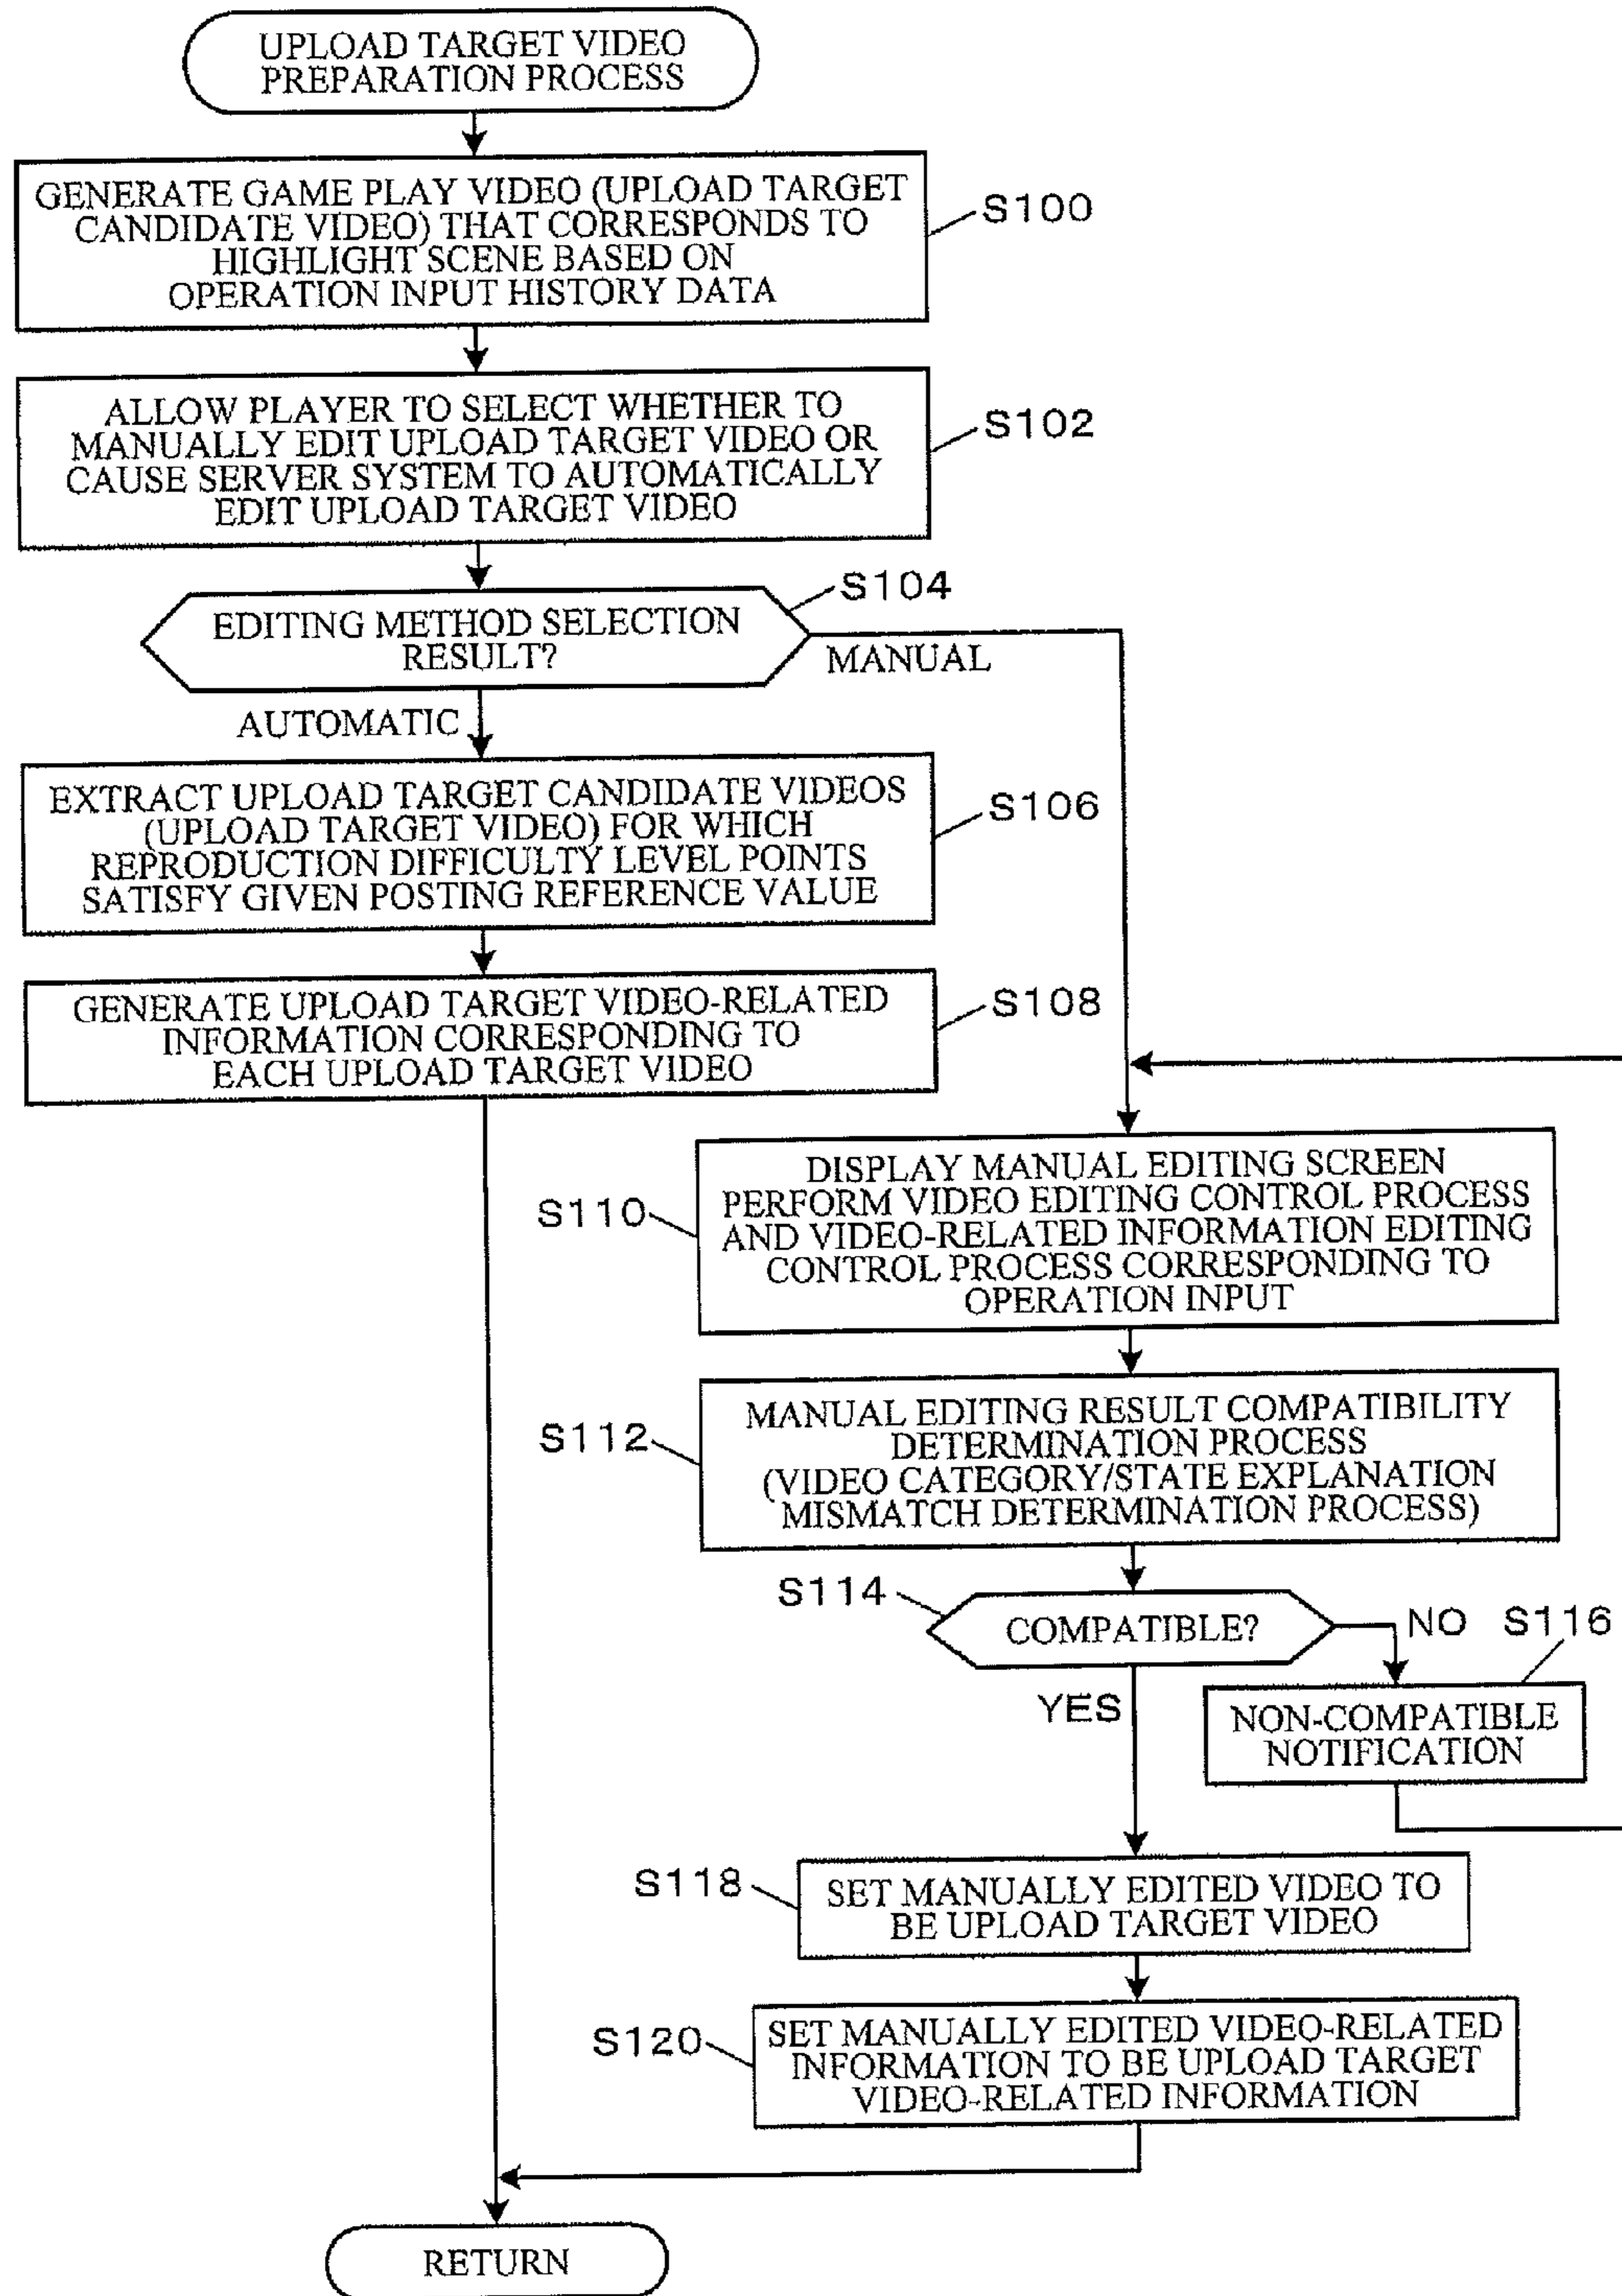 UPLOAD TARGET VIDEO
PREPARATION PROCESS
GENERATE GAME PLAY VIDEO (UPLOAD TARGET
CANDIDATE VIDEO) THAT CORRESPONDS TO
HIGHLIGHT SCENE BASED ON
OPERATION INPUT HISTORY DATA
S100
ALLOW PLAYER TO SELECT WHETHER TO
MANUALLY EDIT UPLOAD TARGET VIDEO OR
CAUSE SERVER SYSTEM TO AUTOMATICALLY
EDIT UPLOAD TARGET VIDEO
S102
S104
EDITING METHOD SELECTION
RESULT?
MANUAL
AUTOMATIC
EXTRACT UPLOAD TARGET CANDIDATE VIDEOS
(UPLOAD TARGET VIDEO) FOR WHICH
REPRODUCTION DIFFICULTY LEVEL POINTS
SATISFY GIVEN POSTING REFERENCE VALUE
S106
GENERATE UPLOAD TARGET VIDEO-RELATED
INFORMATION CORRESPONDING TO
EACH UPLOAD TARGET VIDEO
S108
S110
DISPLAY MANUAL EDITING SCREEN
PERFORM VIDEO EDITING CONTROL PROCESS
AND VIDEO-RELATED INFORMATION EDITING
CONTROL PROCESS CORRESPONDING TO
OPERATION INPUT
S112
MANUAL EDITING RESULT COMPATIBILITY
DETERMINATION PROCESS
(VIDEO CATEGORY/STATE EXPLANATION
MISMATCH DETERMINATION PROCESS)
S114
COMPATIBLE?
NO
S116
YES
NON-COMPATIBLE
NOTIFICATION
S118
SET MANUALLY EDITED VIDEO TO
BE UPLOAD TARGET VIDEO
S120
SET MANUALLY EDITED VIDEO-RELATED
INFORMATION TO BE UPLOAD TARGET
VIDEO-RELATED INFORMATION
RETURN